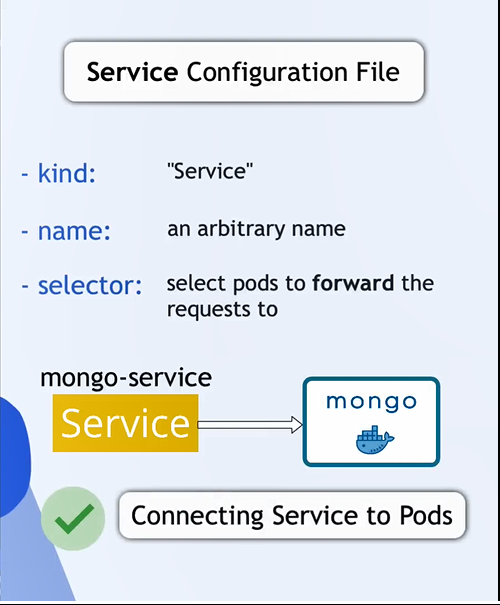 Service Configuration File
- kind: "Service"
- name: an arbitrary name
- selector: select pods to forward the
requests to
mongo-service
Service
mongo
Connecting Service to Pods